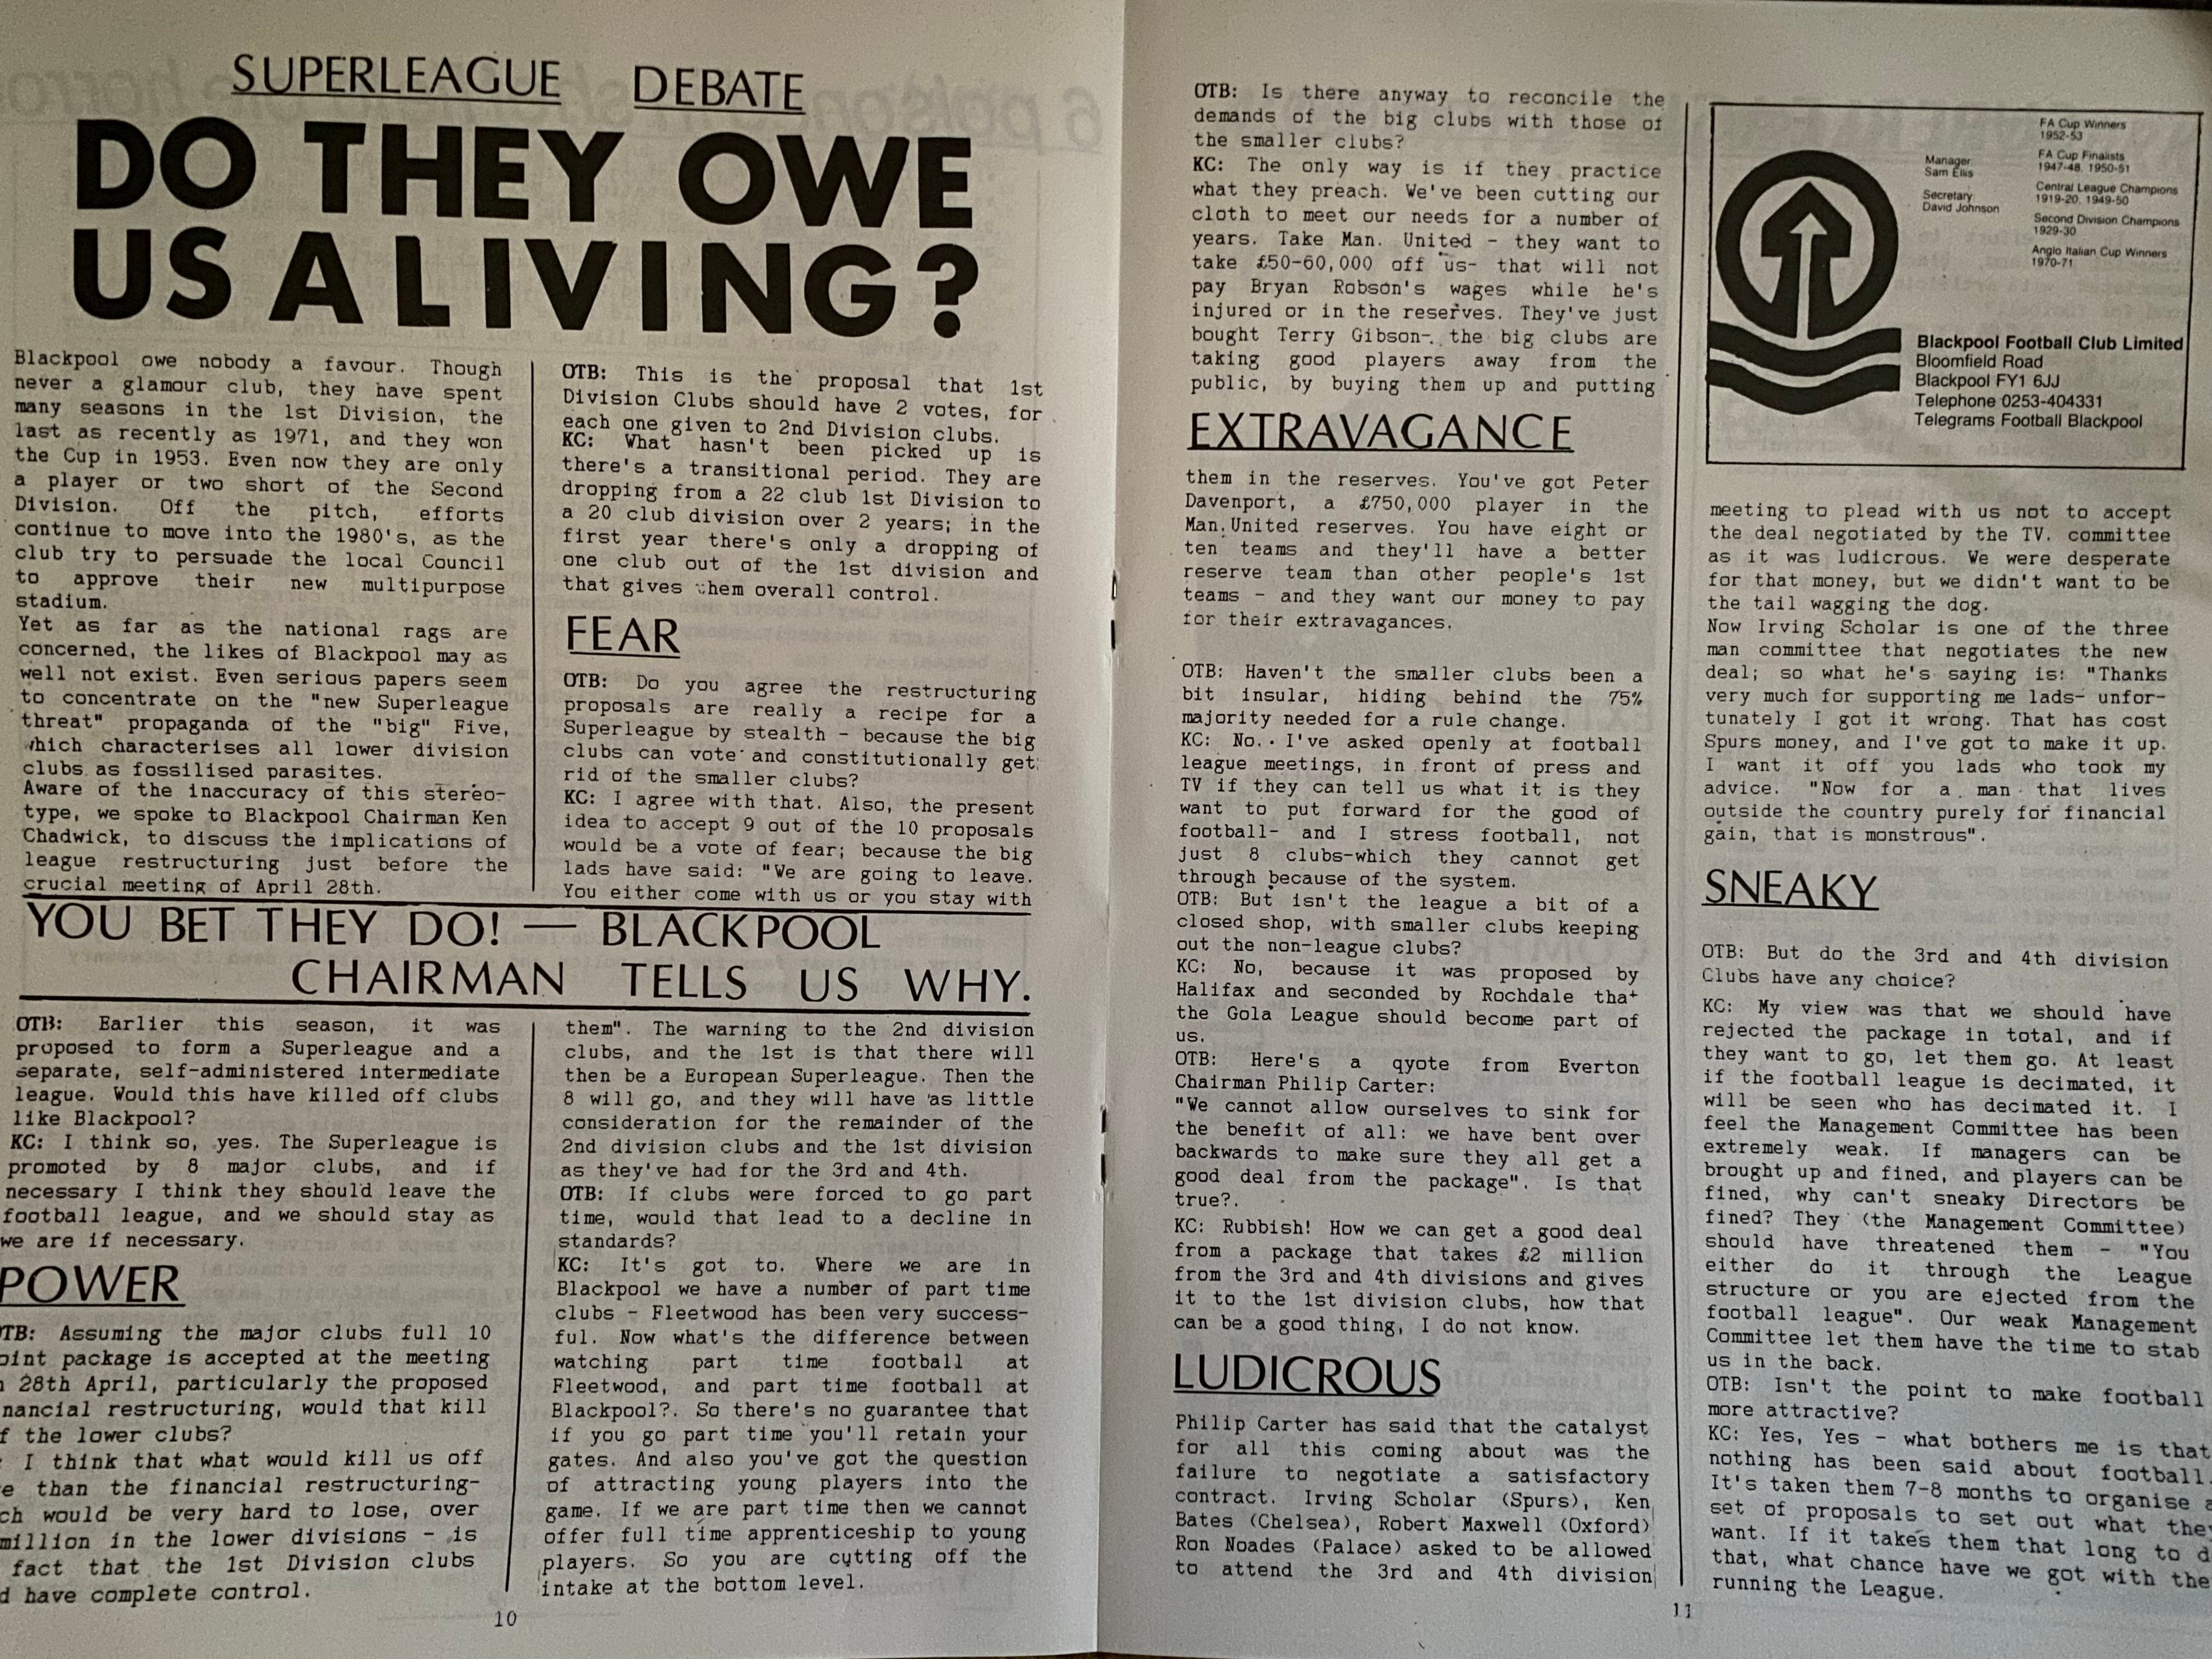 SUPERLEAGUE DEBATE
DO THEY OWE
US A LIVING?
Blackpool owe nobody a favour. Though
never a glamour club, they have spent
many seasons in the 1st Division, the
last as recently as 1971, and they won
the Cup in 1953. Even now they are only
a player or two short of the Second
Division. Off the pitch, efforts
continue to move into the 1980's, as the
club try to persuade the local Council
to approve their new multipurpose
stadium.
Yet as far as the national rags are
concerned, the likes of Blackpool may as
well not exist. Even serious papers seem
to concentrate on the "new Superleague
threat" propaganda of the "big" Five,
which characterises all lower division
clubs as fossilised parasites.
Aware of the inaccuracy of this stereo-
type, we spoke to Blackpool Chairman Ken
Chadwick, to discuss the implications of
league restructuring just before the
crucial meeting of April 28th.
OTB: This is the proposal that 1st
Division Clubs should have 2 votes, for
each one given to 2nd Division clubs.
KC: What hasn't been picked up is
there's a transitional period. They are
dropping from a 22 club 1st Division to
a 20 club division over 2 years; in the
first year there's only a dropping of
one club out of the 1st division and
that gives them overall control.
FEAR
OTB: Do you agree the restructuring
proposals are really a recipe for a
Superleague by stealth - because the big
clubs can vote and constitutionally get
rid of the smaller clubs?
KC: I agree with that. Also, the present
idea to accept 9 out of the 10 proposals
would be a vote of fear; because the big
lads have said: "We are going to leave.
You either come with us or you stay with
YOU BET THEY DO! — BLACKPOOL
CHAIRMAN TELLS US WHY.
OTB: Earlier this season, it was
proposed to form a Superleague and a
separate, self-administered intermediate
league. Would this have killed off clubs
like Blackpool?
KC: I think so, yes. The Superleague is
promoted by 8 major clubs, and if
necessary I think they should leave the
football league, and we should stay as
we are if necessary.
POWER
TB: Assuming the major clubs full 10
oint package is accepted at the meeting
28th April, particularly the proposed
nancial restructuring, would that kill
f the lower clubs?
: I think that what would kill us off
e than the financial restructuring-
ch would be very hard to lose, over
million in the lower divisions - is
fact that the 1st Division clubs
d have complete control.
them". The warning to the 2nd division
clubs, and the 1st is that there will
then be a European Superleague. Then the
8 will go, and they will have as little
consideration for the remainder of the
2nd division clubs and the 1st division
as they've had for the 3rd and 4th.
OTB: If clubs were forced to go part
time, would that lead to a decline in
standards?
KC: It's got to. Where we are in
Blackpool we have a number of part time
clubs - Fleetwood has been very success-
ful. Now what's the difference between
watching part time football at
Fleetwood, and part time football at
Blackpool?. So there's no guarantee that
if you go part time you'll retain your
gates. And also you've got the question
of attracting young players into the
game. If we are part time then we cannot
offer full time apprenticeship to young
players. So you are cutting off the
intake at the bottom level.
10
OTB: Is there anyway to reconcile the
demands of the big clubs with those of
the smaller clubs?
KC: The only way is if they practice
what they preach. We've been cutting our
cloth to meet our needs for a number of
years. Take Man. United - they want to
take £50-60,000 off us- that will not
pay Bryan Robson's wages while he's
injured or in the reserves. They've just
bought Terry Gibson- the big clubs are
taking good players away from the
public, by buying them up and putting
EXTRAVAGANCE
them in the reserves. You've got Peter
Davenport, a £750,000 player in the
Man.United reserves. You have eight or
ten teams and they'll have a better
reserve team than other people's 1st
teams - and they want our money to pay
for their extravagances.
OTB: Haven't the smaller clubs been a
bit insular, hiding behind the 75%
majority needed for a rule change.
KC: No. I've asked openly at football
league meetings, in front of press and
TV if they can tell us what it is they
want to put forward for the good of
football- and I stress football, not
just 8 clubs-which they cannot get
through because of the system.
OTB: But isn't the league a bit of a
closed shop, with smaller clubs keeping
out the non-league clubs?
KC: No, because it was proposed by
Halifax and seconded by Rochdale that
the Gola League should become part of
us.
OTB: Here's a qyote from Everton
Chairman Philip Carter:
"We cannot allow ourselves to sink for
the benefit of all: we have bent over
backwards to make sure they all get a
good deal from the package". Is that
true?.
KC: Rubbish! How we can get a good deal
from a package that takes £2 million
from the 3rd and 4th divisions and gives
it to the 1st division clubs, how that
can be a good thing, I do not know.
LUDICROUS
Philip Carter has said that the catalyst
for all this coming about was the
failure to negotiate a satisfactory
contract. Irving Scholar (Spurs), Ken
Bates (Chelsea), Robert Maxwell (Oxford)
Ron Noades (Palace) asked to be allowed
to attend the 3rd and 4th division
Manager
Sam Ellis
Secretary
David Johnson
FA Cup Winners
1952-53
FA Cup Finalists
1947-48, 1950-51
Central League Champions
1919-20, 1949-50
Second Division Champions
1929-30
Anglo Italian Cup Winners
1970-71
Blackpool Football Club Limited
Bloomfield Road
Blackpool FY1 6JJ
Telephone 0253-404331
Telegrams Football Blackpool
meeting to plead with us not to accept
the deal negotiated by the TV. committee
as it was ludicrous. We were desperate
for that money, but we didn't want to be
the tail wagging the dog.
Now Irving Scholar is one of the three
man committee that negotiates the new
deal; so what he's saying is: "Thanks
very much for supporting me lads- unfor-
tunately I got it wrong. That has cost
Spurs money, and I've got to make it up.
I want it off you lads who took my
advice. "Now for a man that lives
outside the country purely for financial
gain, that is monstrous".
SNEAKY
OTB: But do the 3rd and 4th division
Clubs have any choice?
KC: My view was that we should have
rejected the package in total, and if
they want to go, let them go. At least
if the football league is decimated, it
will be seen who has decimated it. I
feel the Management Committee has been
extremely weak. If managers can be
brought up and fined, and players can be
fined, why can't sneaky Directors be
fined? They (the Management Committee)
should have threatened them - "You
either do it through the League
structure or you are ejected from the
football league". Our weak Management
Committee let them have the time to stab
us in the back.
OTB: Isn't the point to make football
more attractive?
KC: Yes, Yes - what bothers me is that
nothing has been said about football.
It's taken them 7-8 months to organise a
set of proposals to set out what they
want. If it takes them that long to d
that, what chance have we got with the
running the League.
11